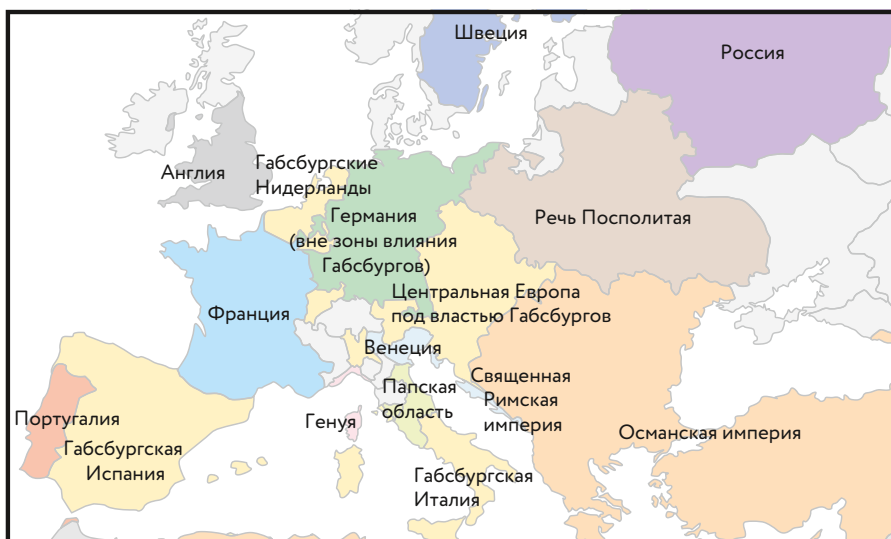 Швеция
Россия
Англия
Габсбургские
Нидерланды
Германия
(вне зоны влияния
Габсбургов)
Речь Посполитая
Франция
Центральная Европа
под властью Габсбургов
Венеция
Священная
Римская
империя
Папская
область
Генуя
Португалия
Габсбургская
Испания
Османская империя
Габсбургская
Италия